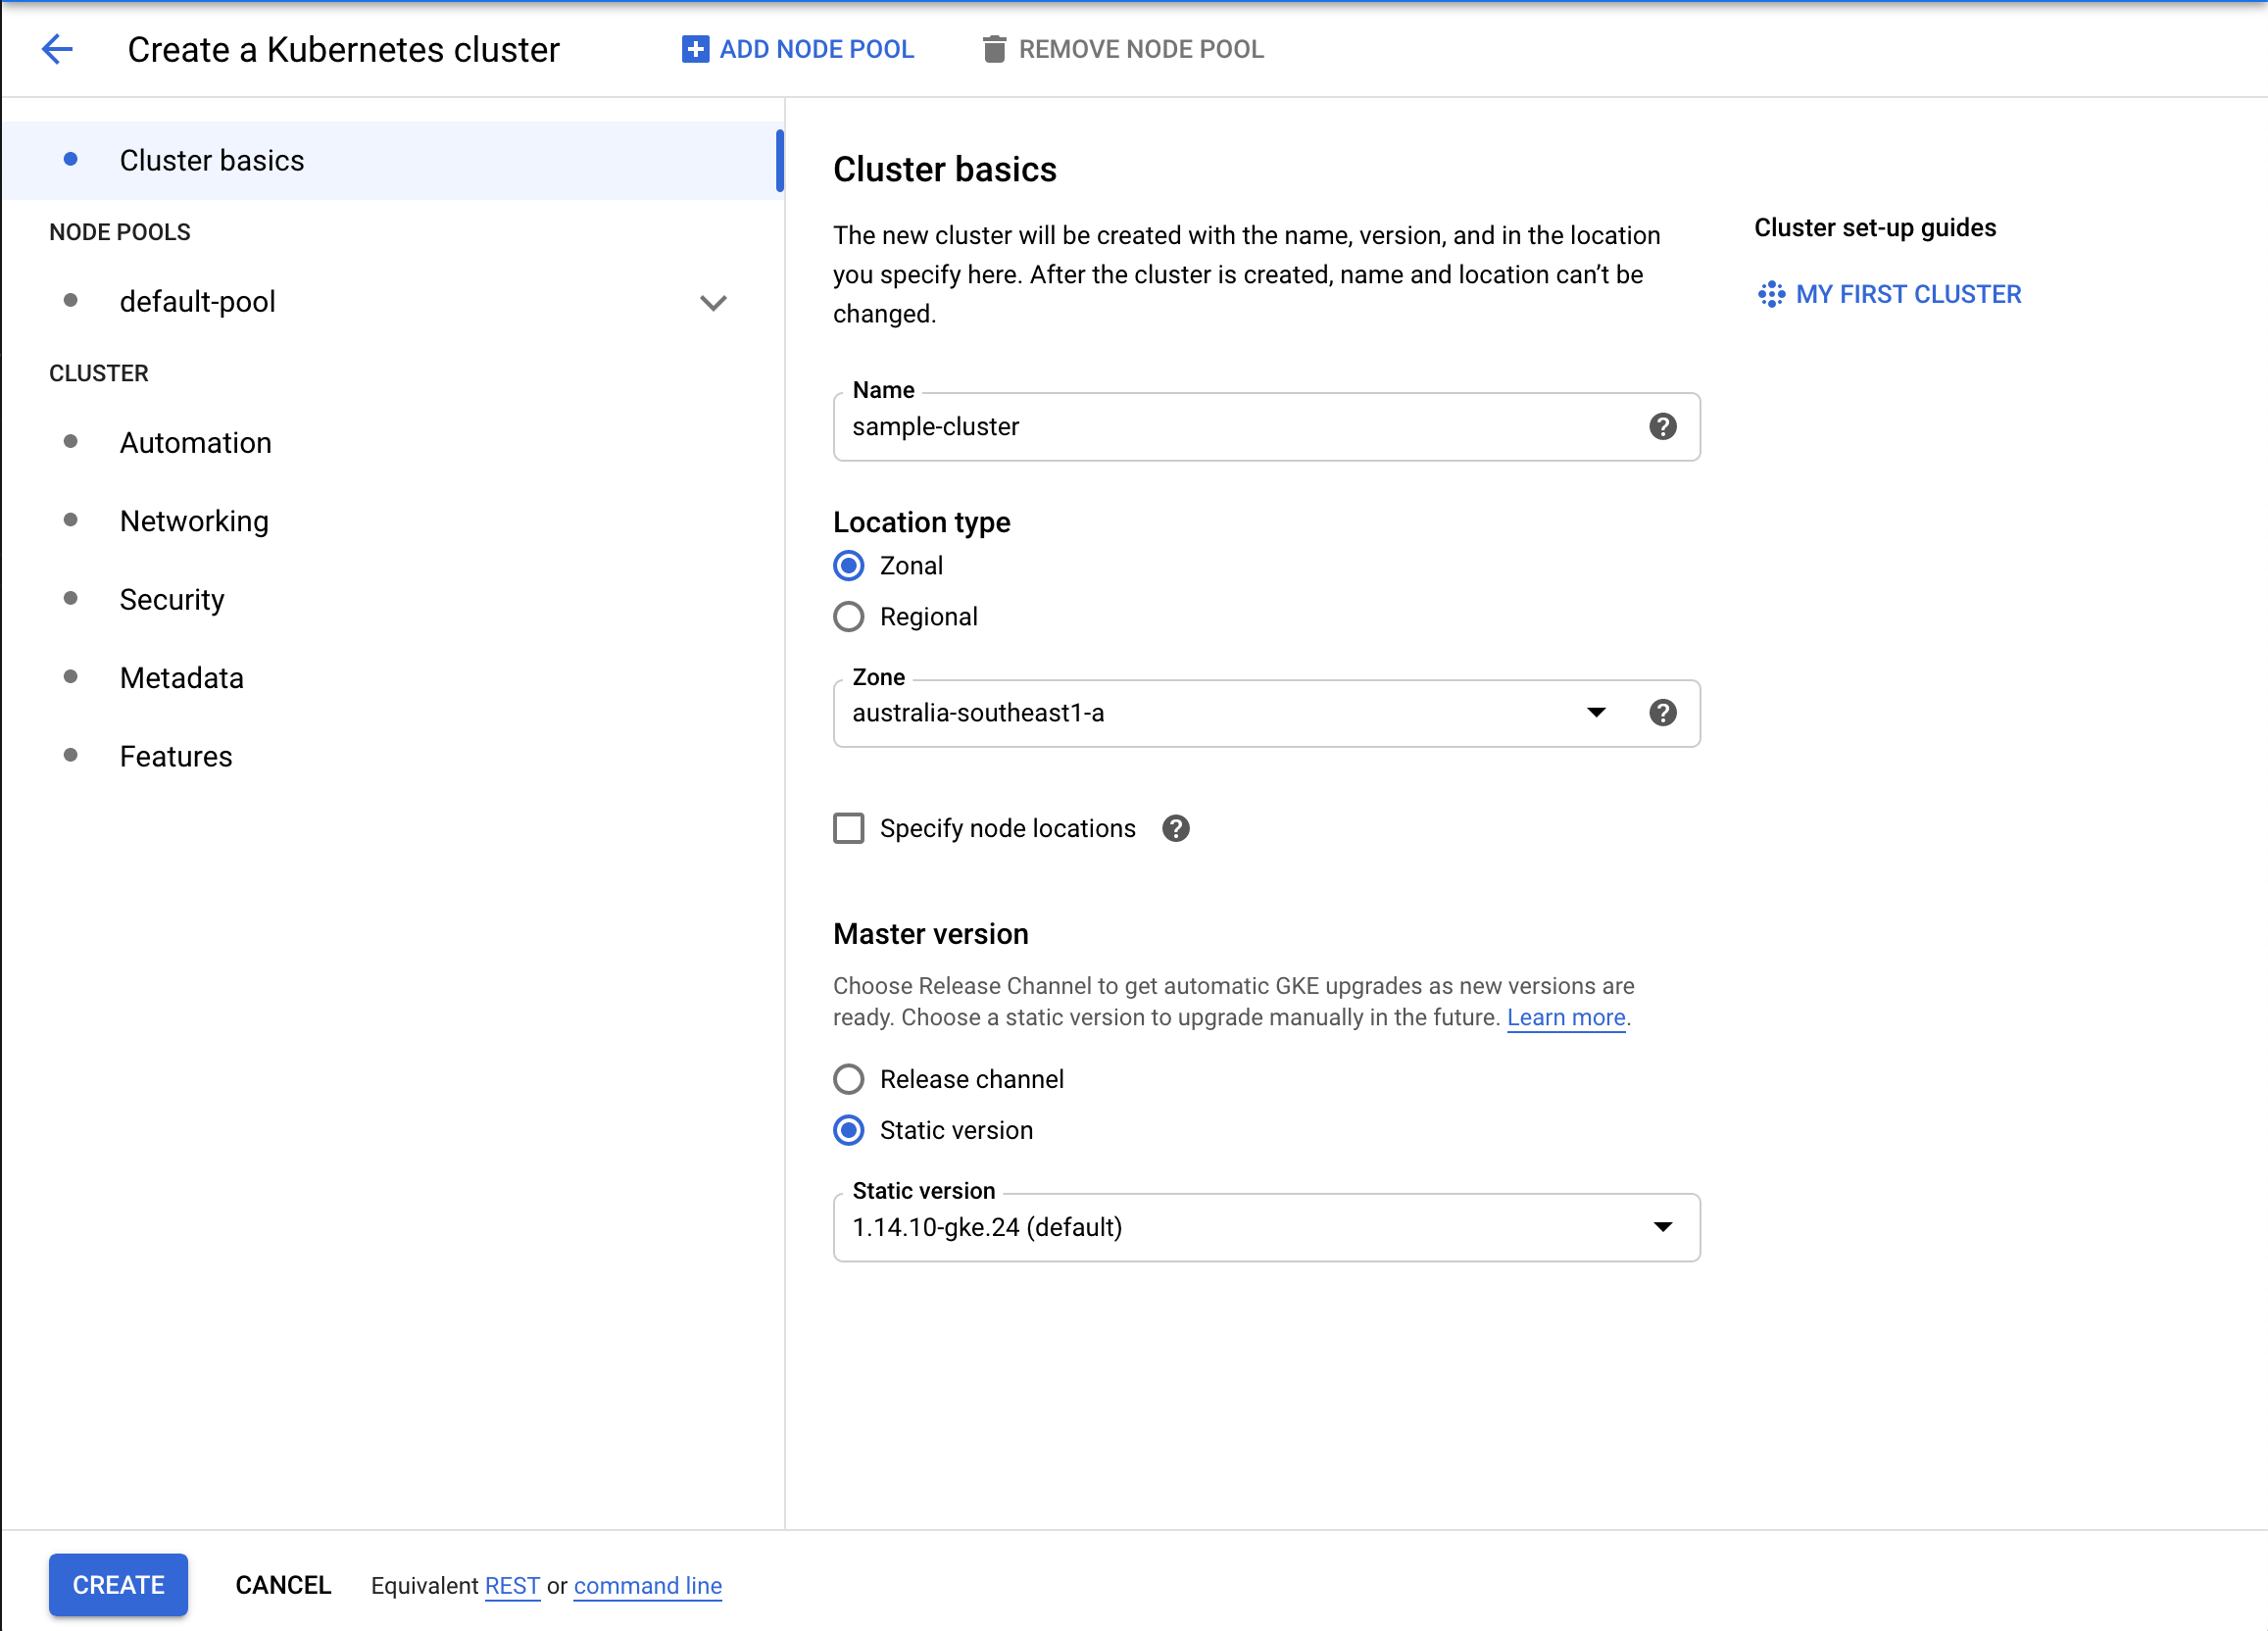 Create a Kubernetes cluster
ADD NODE POOL
REMOVE NODE POOL
Cluster basics
NODE POOLS
default-pool
CLUSTER
Automation
Networking
Security
Metadata
Features
Cluster basics
The new cluster will be created with the name, version, and in the location
you specify here. After the cluster is created, name and location can’t be
changed.
Name
sample-cluster
Location type
Zonal
Regional
Zone
australia-southeast1-a
Specify node locations
Master version
Choose Release Channel to get automatic GKE upgrades as new versions are
ready. Choose a static version to upgrade manually in the future. Learn more.
Release channel
Static version
Static version
1.14.10-gke.24 (default)
Cluster set-up guides
MY FIRST CLUSTER
CREATE
CANCEL
Equivalent REST or command line